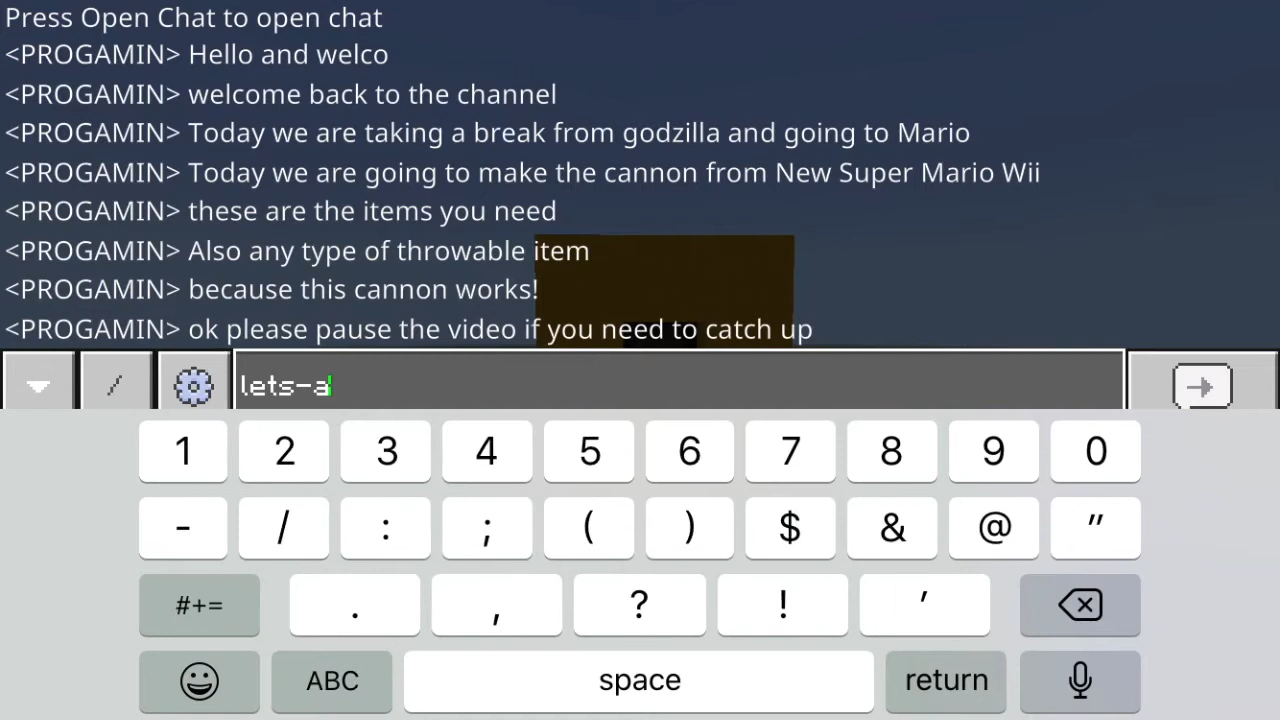 Press Open Chat to open chat
<PROGAMIN> Hello and welco
<PROGAMIN> welcome back to the channel
<PROGAMIN> Today we are taking a break from godzilla and going to Mario
<PROGAMIN> Today we are going to make the cannon from New Super Mario Wii
<PROGAMIN> these are the items you need
<PROGAMIN> Also any type of throwable item
<PROGAMIN> because this cannon works!
<PROGAMIN> ok please pause the video if you need to catch up
/ lets-a
1 2 3 4 5 6 7 8 9 0
- / : ; ( ) $ & @ "
#+= . , ? ! '
ABC space return